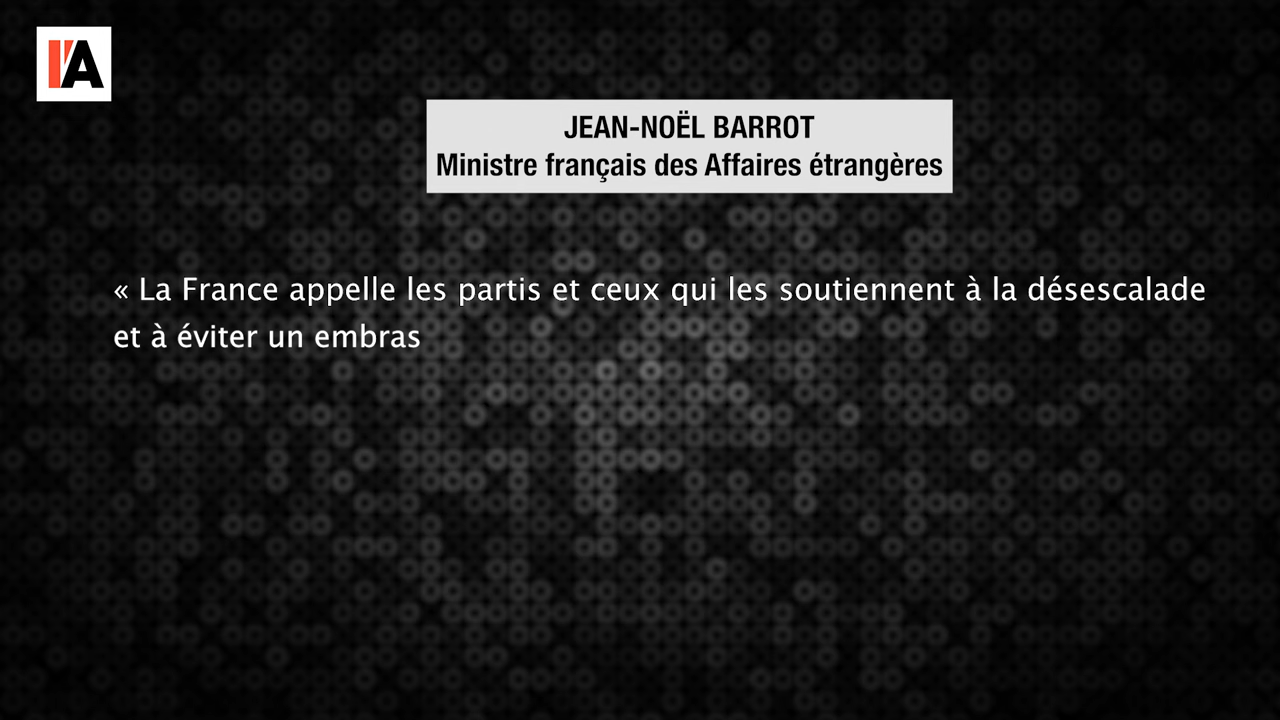 l'A
JEAN-NOËL BARROT
Ministre français des Affaires étrangères
« La France appelle les partis et ceux qui les soutiennent à la désescalade
et à éviter un embras